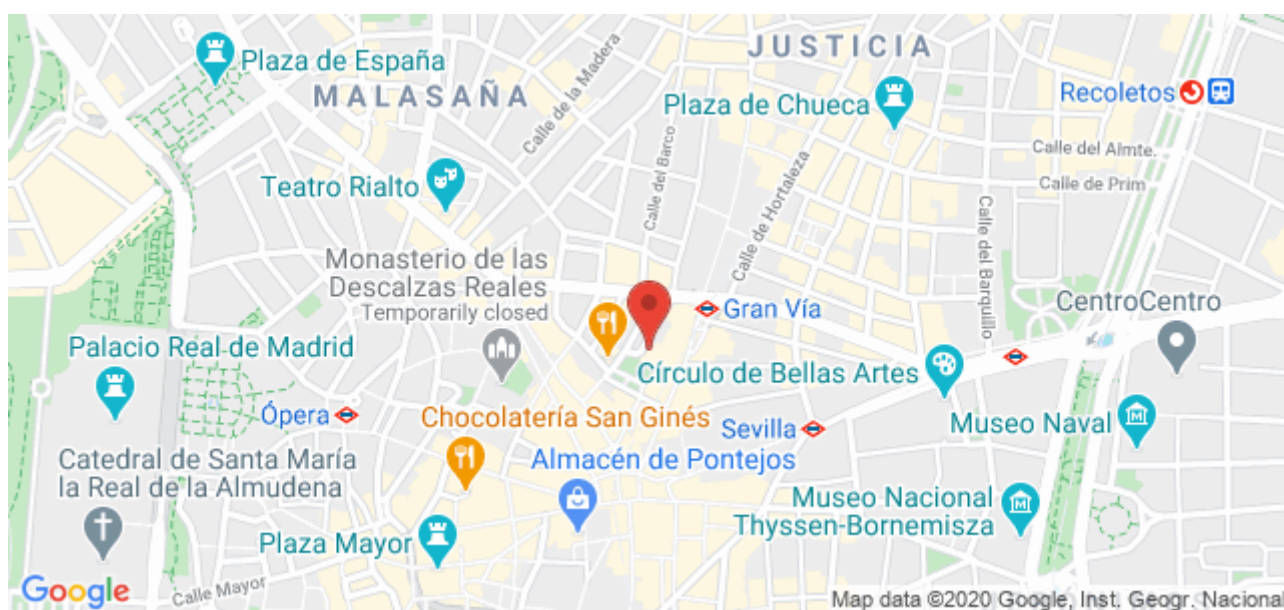 JUSTICIA
Plaza de España
Calle de la Madera
MALASAÑA
Plaza de Chueca
Recoletos
Calle del Almte.
Calle de Prim
Teatro Rialto
Calle del Barco
Calle de Hortaleza
Calle del Barquillo
Monasterio de las
Descalzas Reales
Temporarily closed
Gran Vía
CentroCentro
Palacio Real de Madrid
Círculo de Bellas Artes
Ópera
Chocolatería San Ginés
Sevilla
Museo Naval
Catedral de Santa María
la Real de la Almudena
Almacén de Pontejos
Museo Nacional
Thyssen-Bornemisza
Plaza Mayor
Calle Mayor
Google
Map data ©2020 Google, Inst. Geogr. Naciona